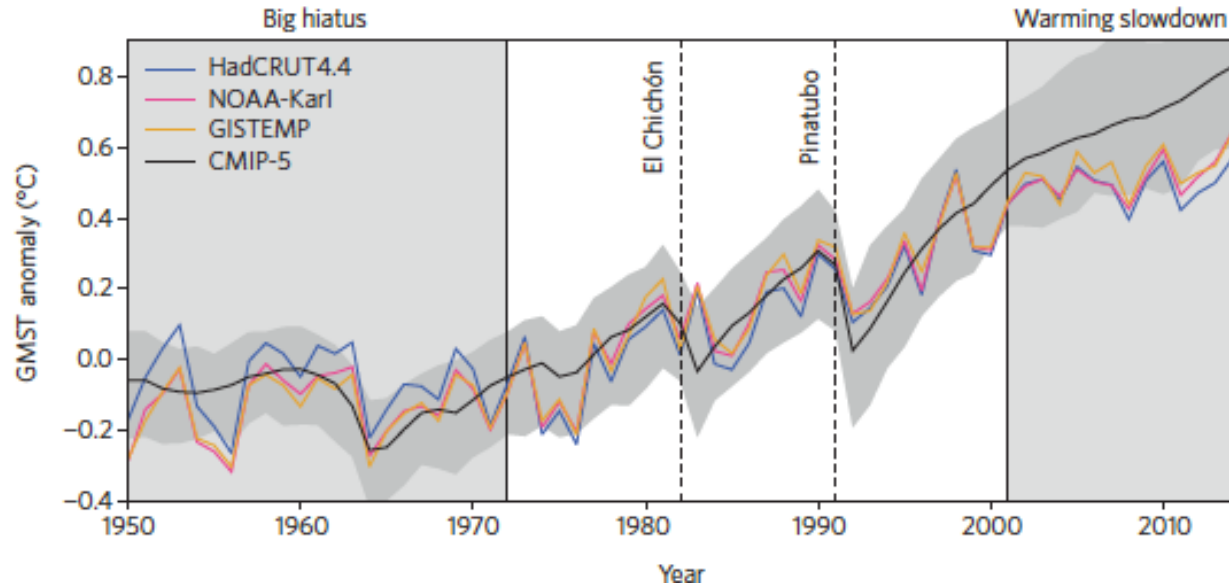 Big hiatus
Warming slowdown
HadCRUT4.4
NOAA-Karl
GISTEMP
CMIP-5
El Chichón
Pinatubo
GMST anomaly (°C)
0.8
0.6
0.4
0.2
0.0
−0.2
−0.4
1950 1960 1970 1980 1990 2000 2010
Year